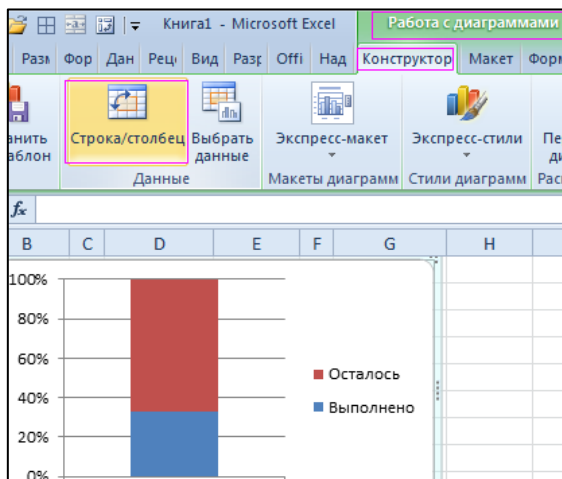 Книга1 - Microsoft Excel
Работа с диаграммами
Разм Фор Дан Реці Вид Разр Offi Над Конструктор Макет Форм
анить
аблон
Строка/столбец
Выбрать
данные
Данные
Экспресс-макет
Макеты диаграмм
Экспресс-стили
Стили диаграмм
Пе
ди
Расп
fx
B C D E F G H
100%
80%
60%
40%
20%
0%
Осталось
Выполнено